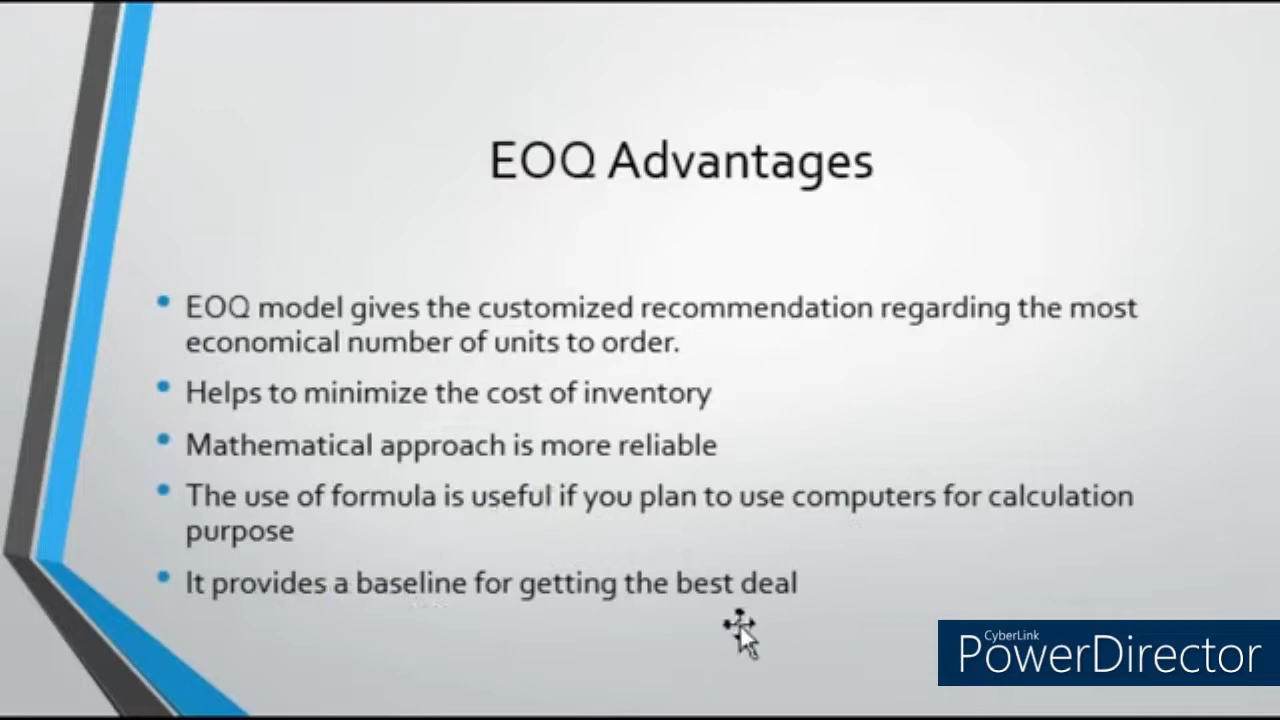 EOQ Advantages
EOQ model gives the customized recommendation regarding the most
economical number of units to order.
Helps to minimize the cost of inventory
Mathematical approach is more reliable
The use of formula is useful if you plan to use computers for calculation
purpose
It provides a baseline for getting the best deal
CyberLink
PowerDirector